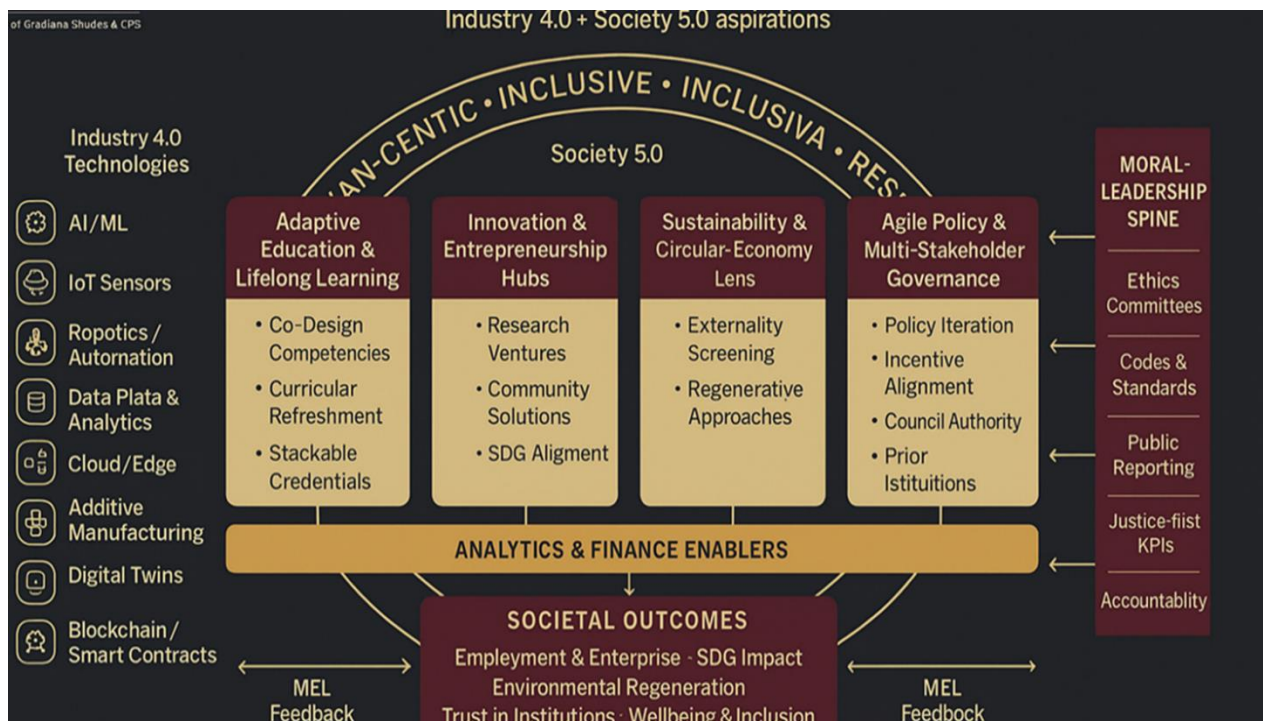 of Gradiana Shudes & CPS
Industry 4.0 + Society 5.0 aspirations
AN-CENTIC • INCLUSIVE • INCLUSIVA • RES
Society 5.0
Industry 4.0
Technologies
AI/ML
IoT Sensors
Ropotics /
Autornation
Data Plata &
Analytics
Cloud/Edge
Additive
Manufacturing
Digital Twins
Blockchain /
Smart Contracts
Adaptive
Education &
Lifelong Learning
• Co-Design
Competencies
• Curricular
Refreshment
• Stackable
Credentials
Innovation &
Entrepreneurship
Hubs
• Research
Ventures
• Community
Solutions
• SDG Aligment
Sustainability &
Circular-Economy
Lens
• Externality
Screening
• Regenerative
Approaches
Agile Policy &
Multi-Stakeholder
Governance
• Policy Iteration
• Incentive
Alignment
• Council Authority
• Prior
Istituitions
MORAL-
LEADERSHIP
SPINE
Ethics
Committees
Codes &
Standards
Public
Reporting
Justice-fiist
KPIs
Accountablity
ANALYTICS & FINANCE ENABLERS
SOCIETAL OUTCOMES
Employment & Enterprise - SDG Impact
Environmental Regeneration
Trust in Institutions · Wellbeing & Inclusion
MEL
Feedback
MEL
Feedbock